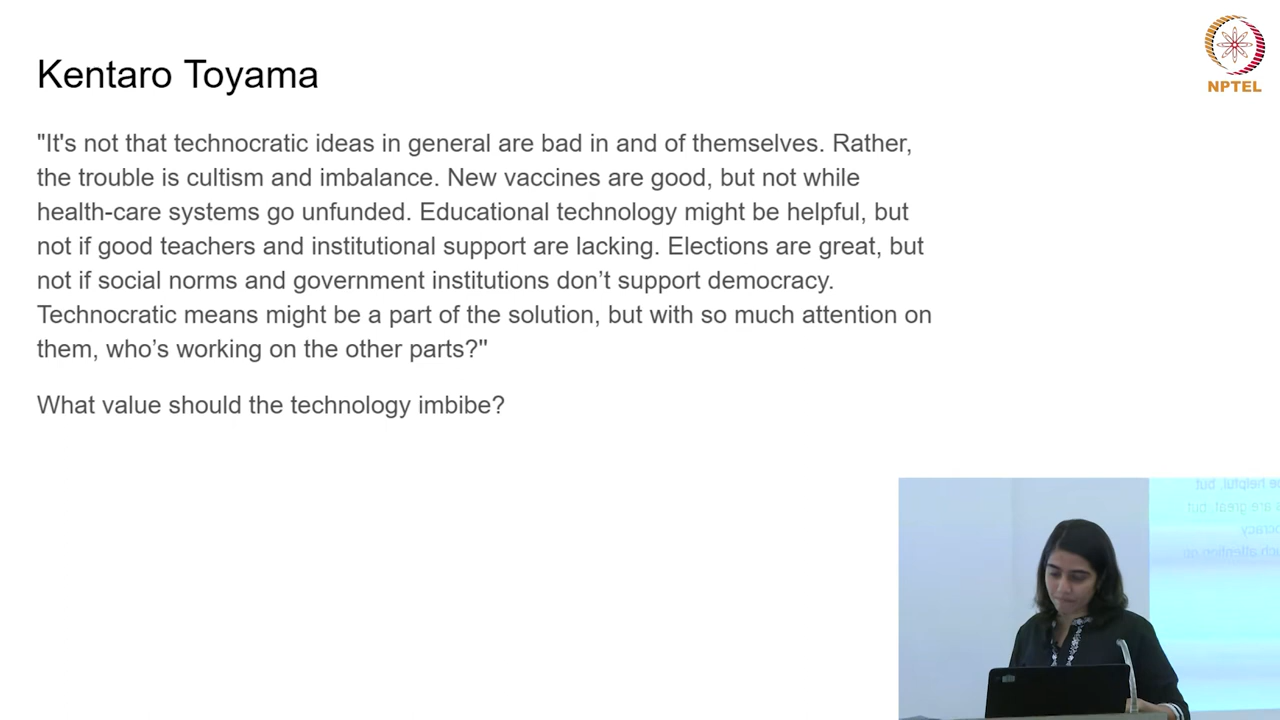 Kentaro Toyama
NPTEL
"It's not that technocratic ideas in general are bad in and of themselves. Rather,
the trouble is cultism and imbalance. New vaccines are good, but not while
health-care systems go unfunded. Educational technology might be helpful, but
not if good teachers and institutional support are lacking. Elections are great, but
not if social norms and government institutions don’t support democracy.
Technocratic means might be a part of the solution, but with so much attention on
them, who’s working on the other parts?"
What value should the technology imbibe?